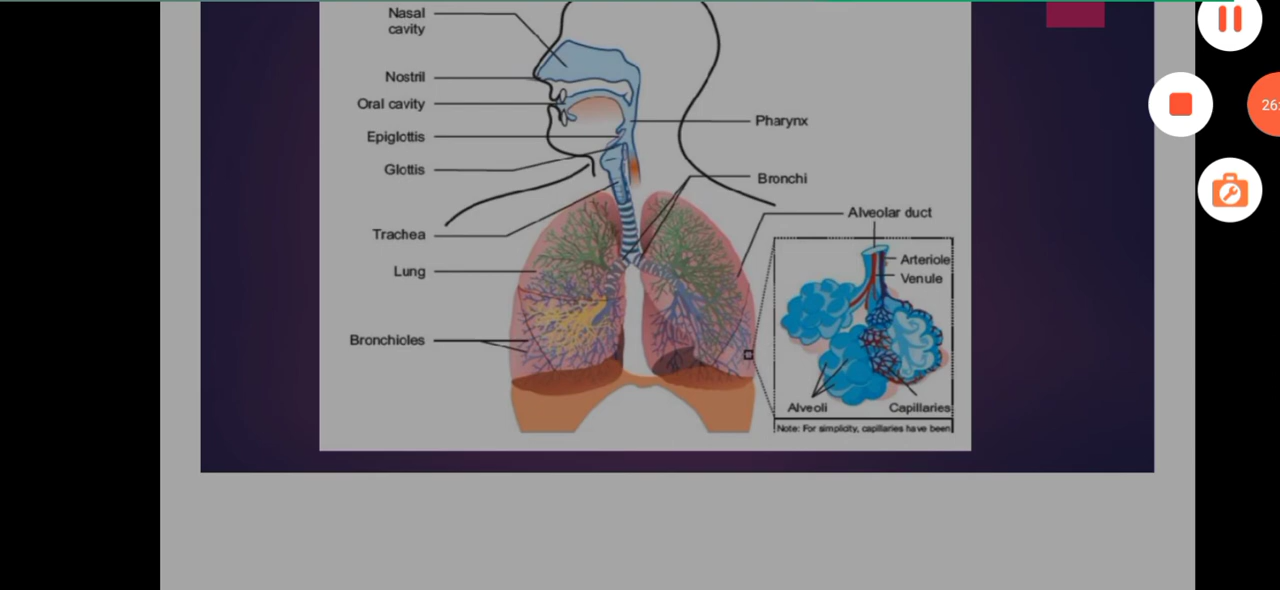 Nasal
cavity
Nostril
Oral cavity
Epiglottis
Glottis
Trachea
Lung
Bronchioles
Pharynx
Bronchi
Alveolar duct
Arteriole
Venule
Alveoli
Capillaries
Note: For simplicity, capillaries have been
26: